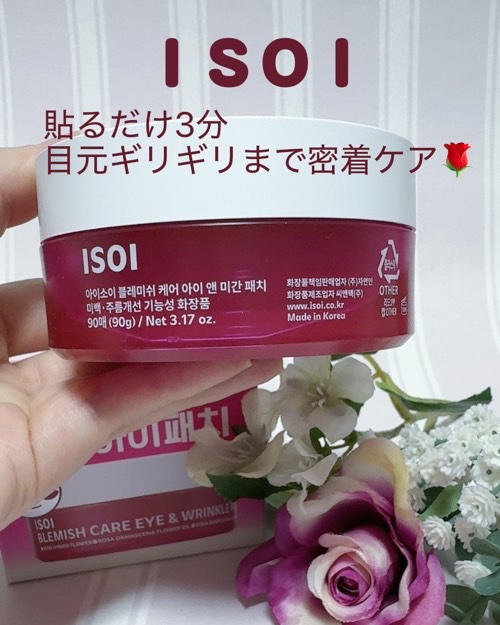 ISOI
貼るだけ3分
目元ギリギリまで密着ケア🌹
ISOI
아이소이 블레미쉬 케어 아이 앤 미간 패치
미백·주름개선 기능성 화장품
90매 (90g) / Net 3.17 oz.
화장품책임판매업자 (주)자연인
화장품제조업자 씨앤텍(주)
www.isoi.co.kr
Made in Korea
OTHER
아이패치
ISOI
BLEMISH CARE EYE & WRINKLE
ROSA DAMASCENA FLOWER OIL